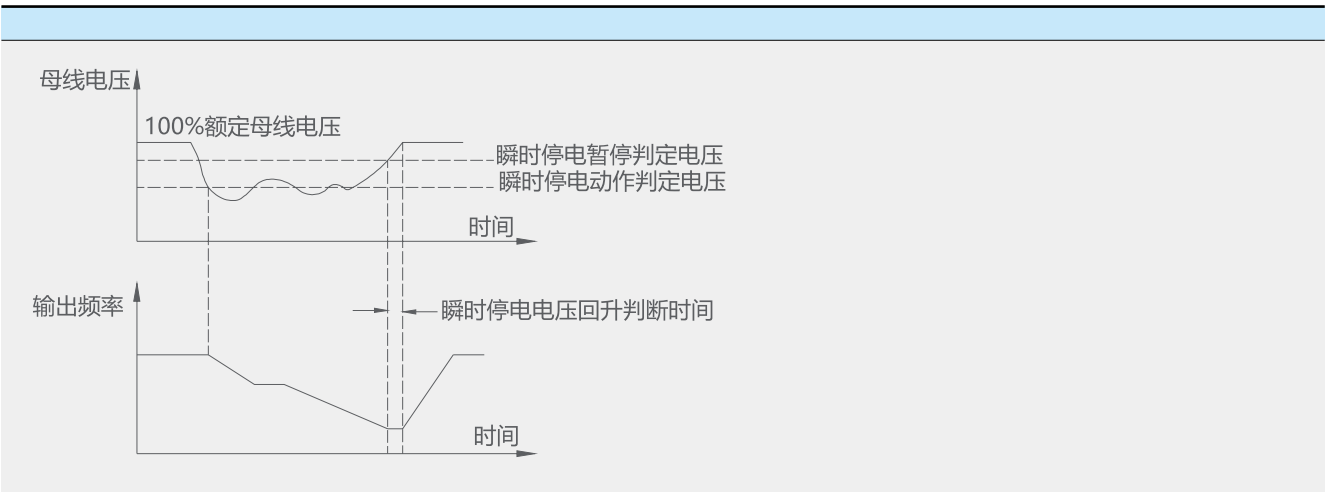 母线电压
100%额定母线电压
瞬时停电暂停判定电压
瞬时停电动作判定电压
时间
输出频率
瞬时停电电压回升判断时间
时间